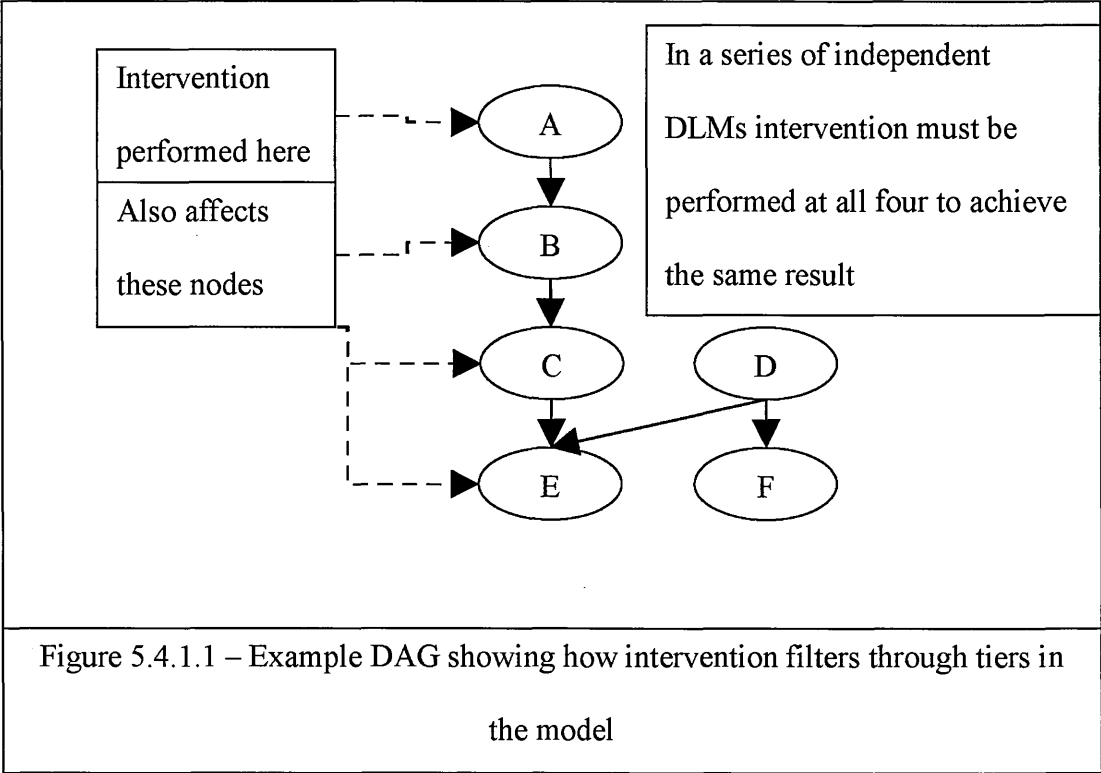 Intervention
performed here
Also affects
these nodes
A
B
C
D
E
F
In a series of independent
DLMs intervention must be
performed at all four to achieve
the same result
Figure 5.4.1.1 – Example DAG showing how intervention filters through tiers in
the model